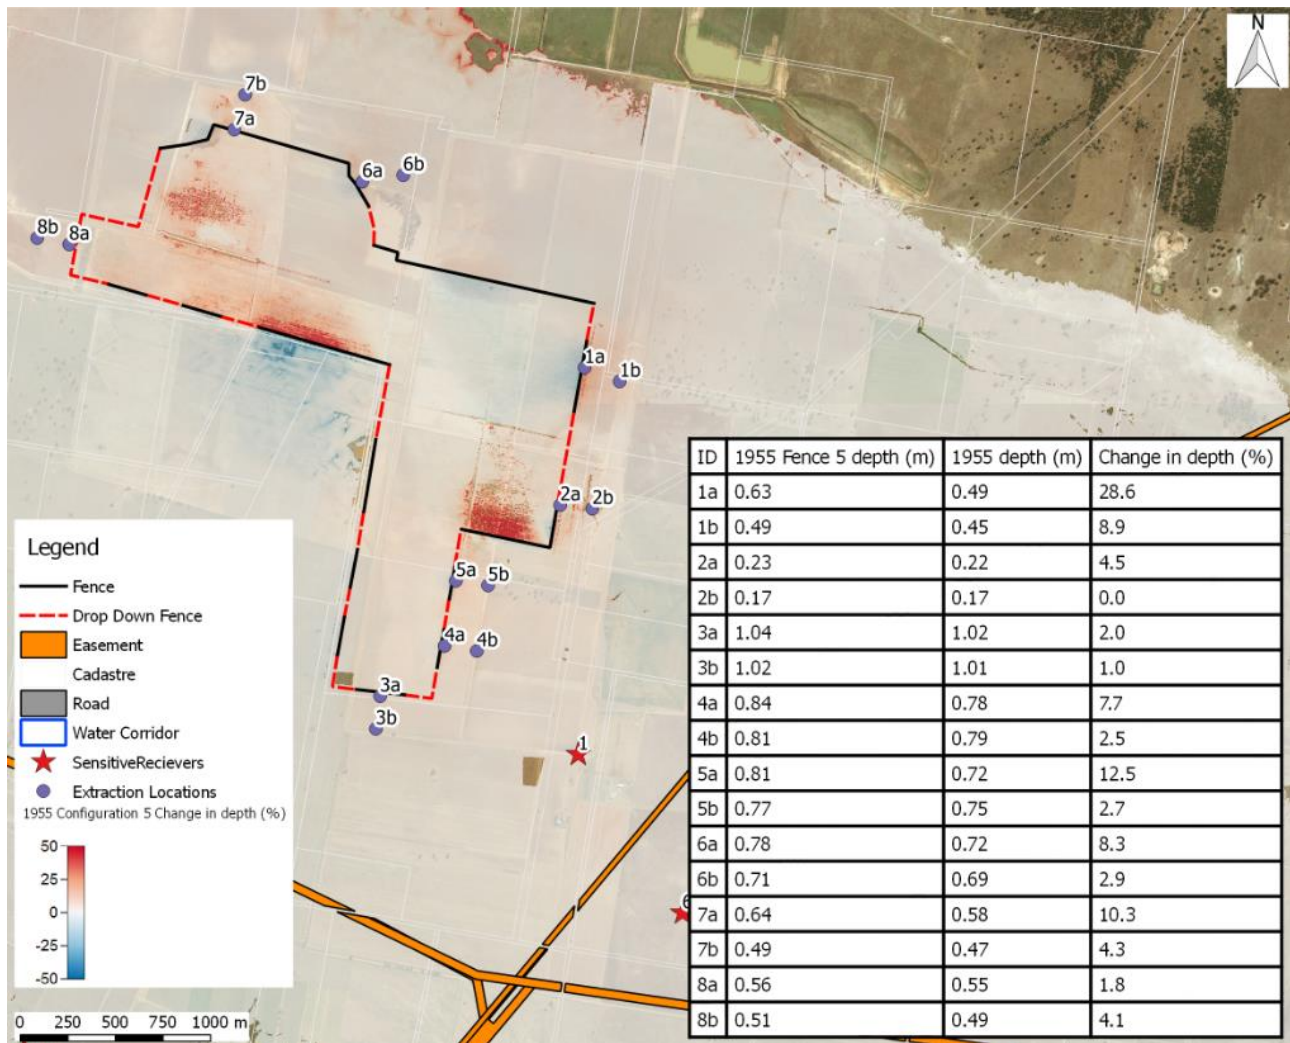 N
7b
7a
6a
6b
8b
8a
1a
1b
2a
2b
5a
5b
4a
4b
3a
3b
1
6
ID 1955 Fence 5 depth (m) 1955 depth (m) Change in depth (%)
1a 0.63 0.49 28.6
1b 0.49 0.45 8.9
2a 0.23 0.22 4.5
2b 0.17 0.17 0.0
3a 1.04 1.02 2.0
3b 1.02 1.01 1.0
4a 0.84 0.78 7.7
4b 0.81 0.79 2.5
5a 0.81 0.72 12.5
5b 0.77 0.75 2.7
6a 0.78 0.72 8.3
6b 0.71 0.69 2.9
7a 0.64 0.58 10.3
7b 0.49 0.47 4.3
8a 0.56 0.55 1.8
8b 0.51 0.49 4.1
Legend
Fence
Drop Down Fence
Easement
Cadastre
Road
Water Corridor
SensitiveRecievers
Extraction Locations
1955 Configuration 5 Change in depth (%)
50
25
0
-25
-50
0 250 500 750 1000 m